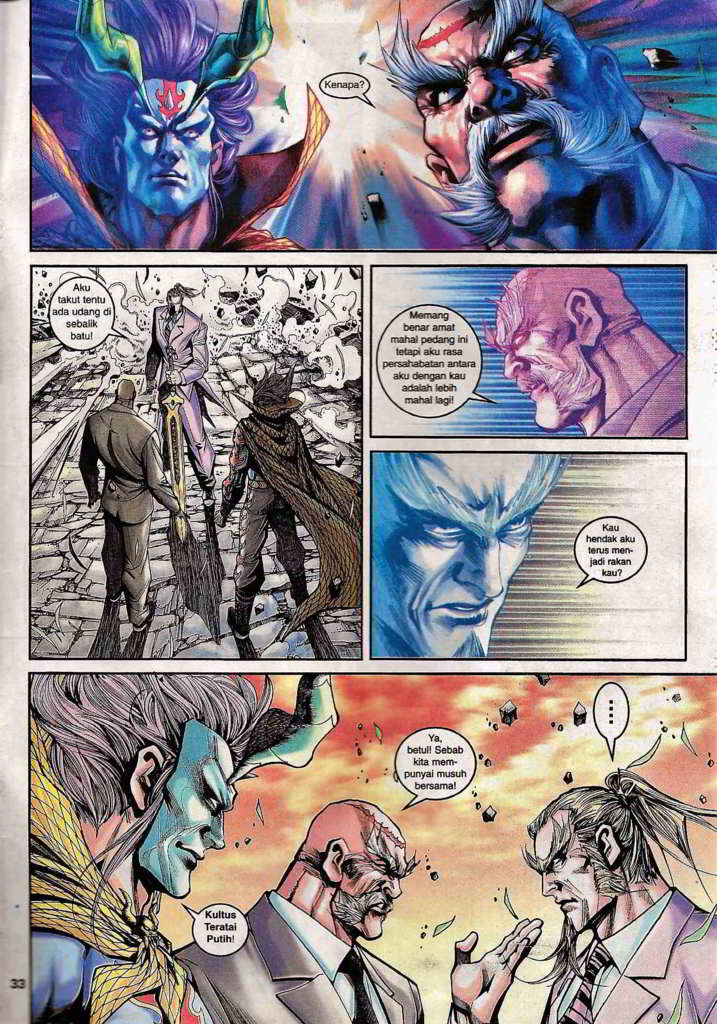 Kenapa?
Aku
takut tentu
ada udang di
sebalik
batu!
Memang
benar amat
mahal pedang ini
tetapi aku rasa
persahabatan antara
aku dengan kau
adalah lebih
mahal lagi!
Kau
hendak aku
terus men-
jadi rakan
kau?
Ya,
betul! Sebab
kita mem-
punyai musuh
bersama!
....
Kultus
Teratai
Putih!
33